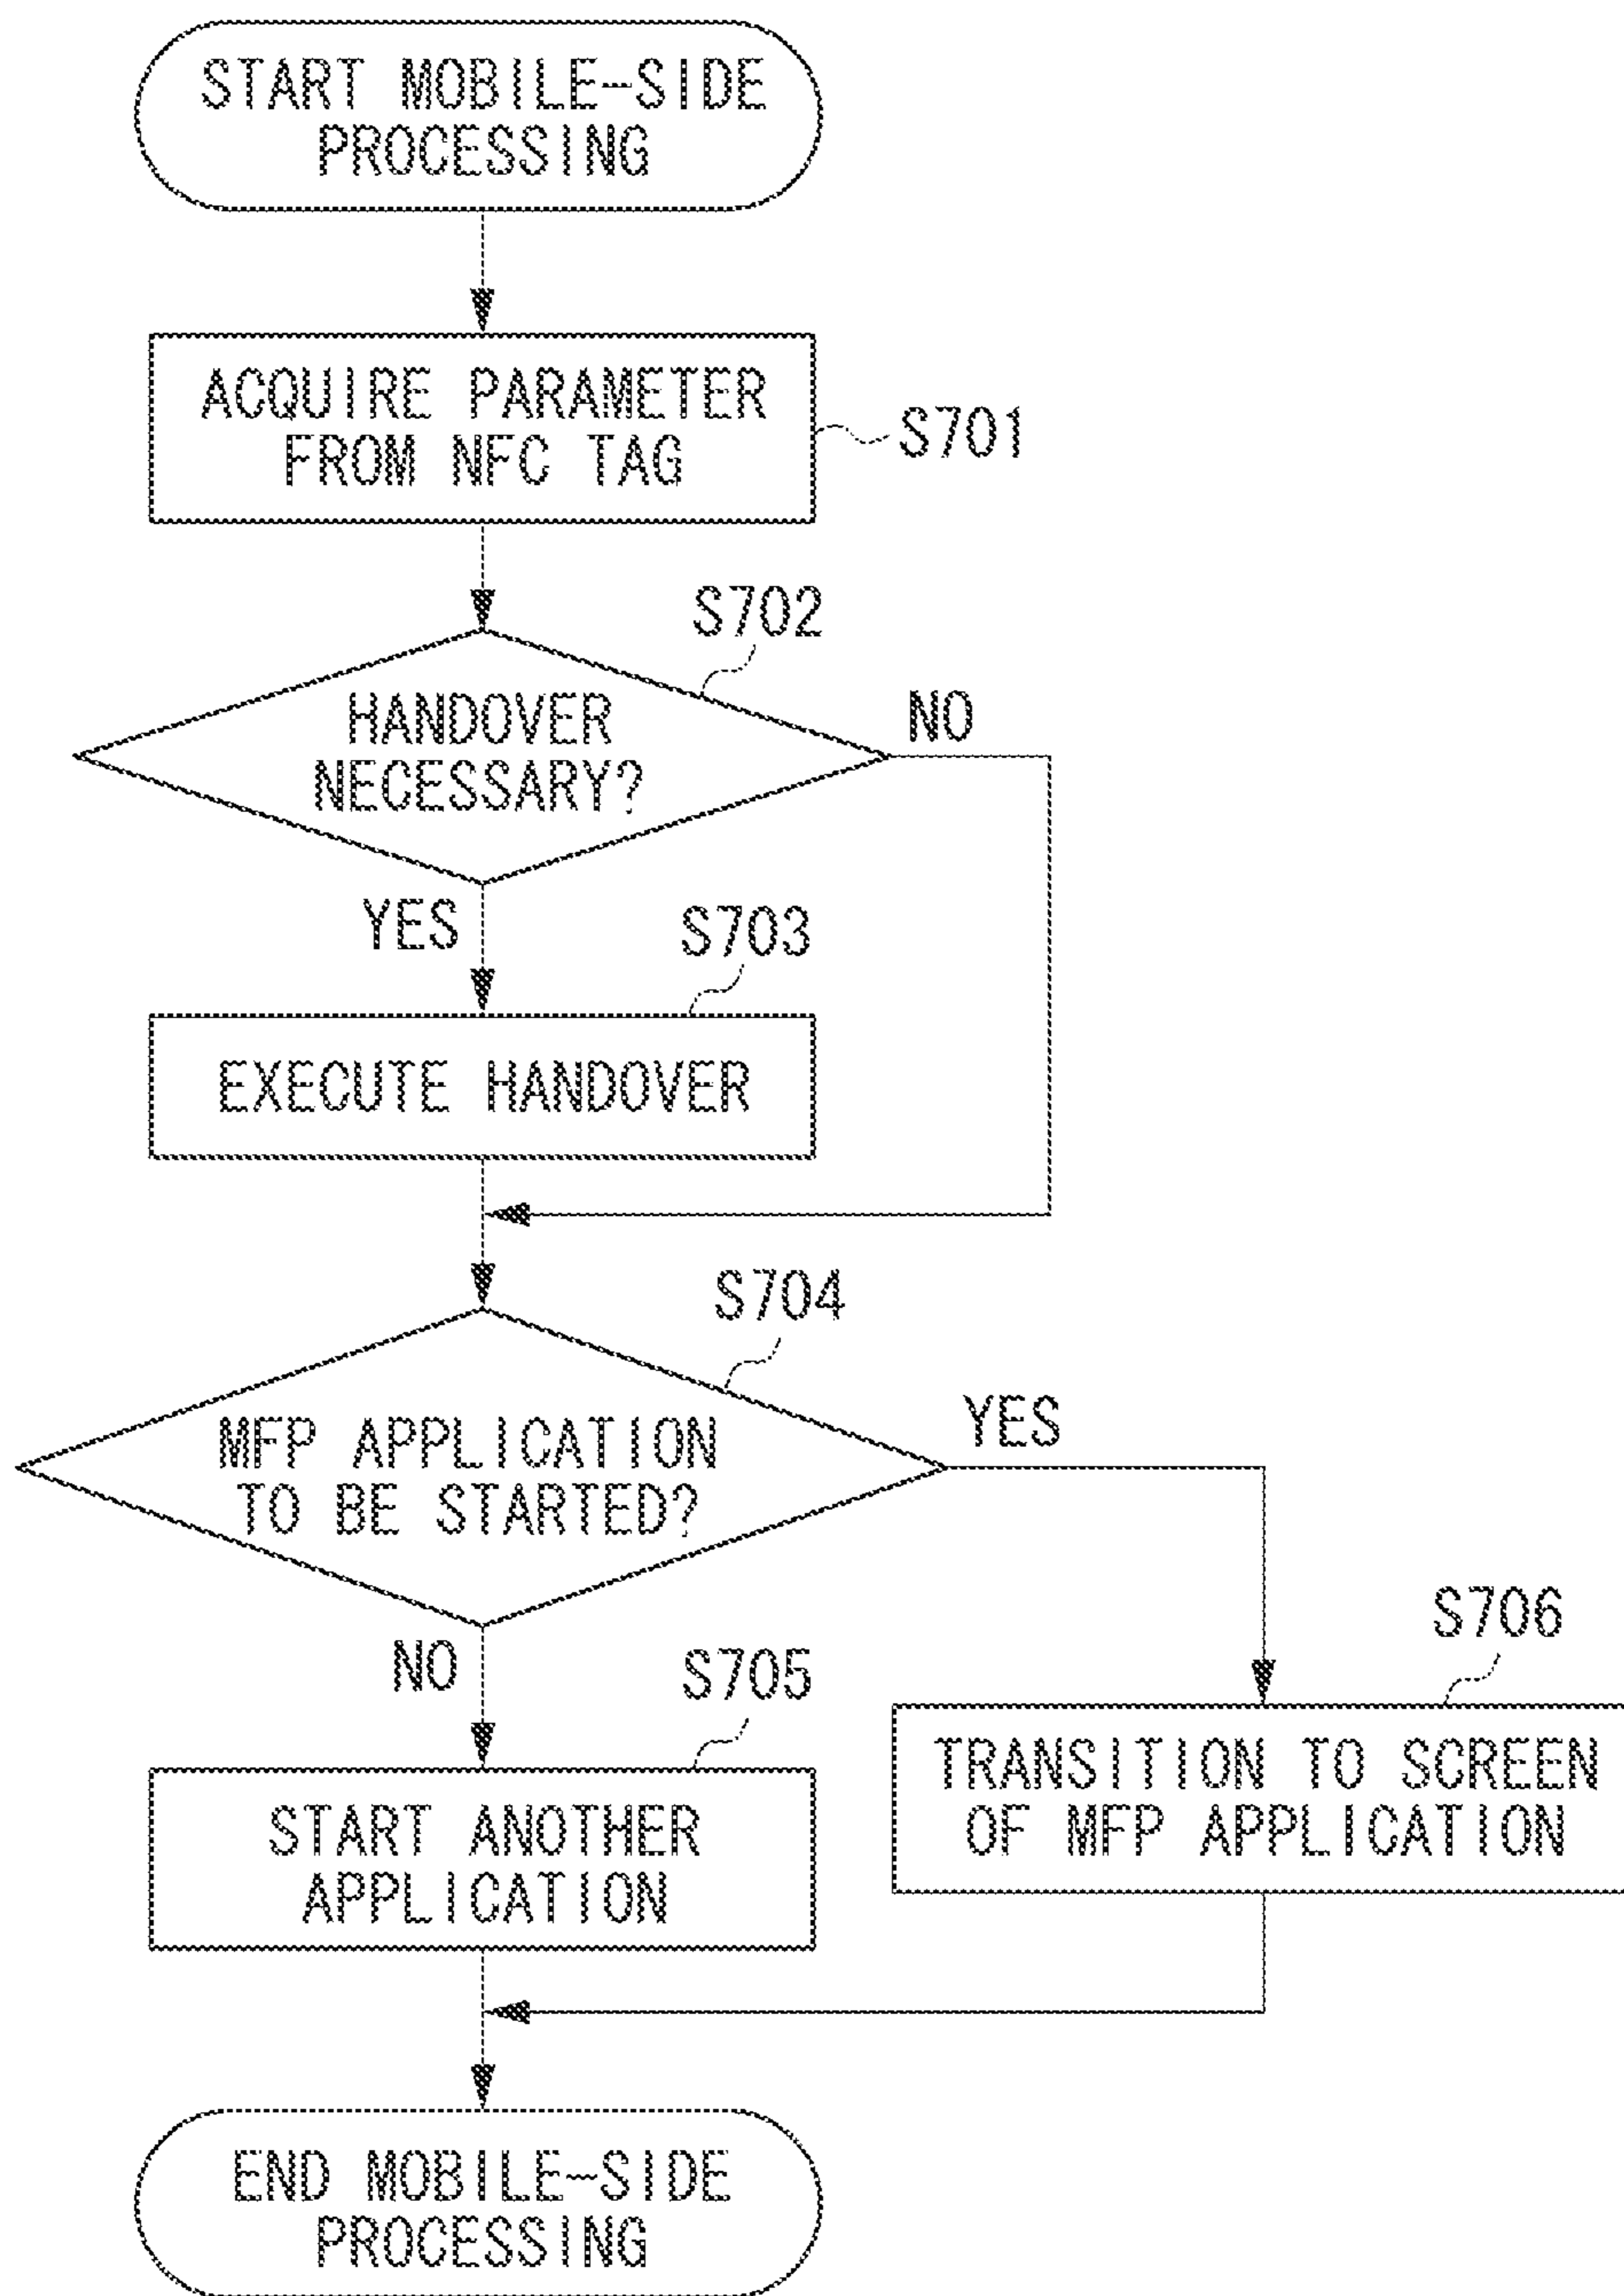 START MOBILE-SIDE
PROCESSING
ACQUIRE PARAMETER
FROM NFC TAG
S701
S702
HANDOVER
NECESSARY?
NO
YES
S703
EXECUTE HANDOVER
S704
MFP APPLICATION
TO BE STARTED?
YES
NO
S705
S706
START ANOTHER
APPLICATION
TRANSITION TO SCREEN
OF MFP APPLICATION
END MOBILE-SIDE
PROCESSING